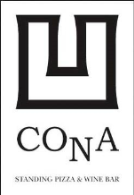 CONA
STANDING PIZZA & WINE BAR